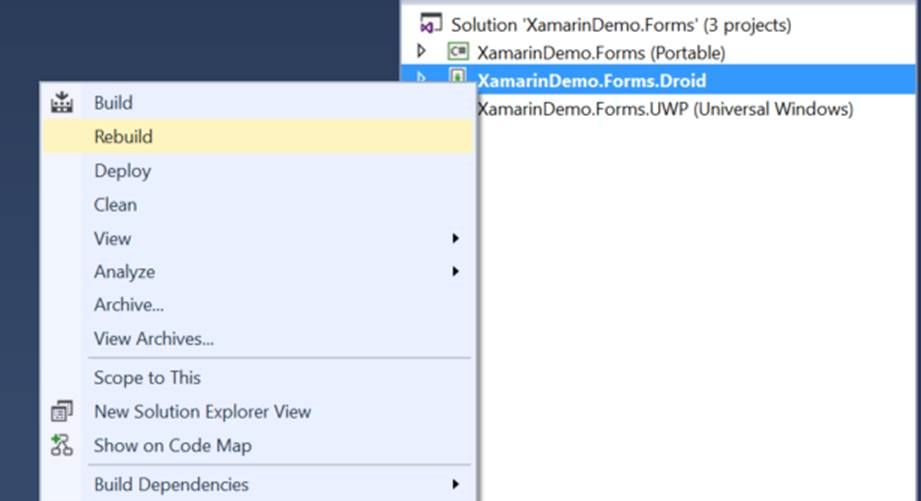 Solution 'XamarinDemo.Forms' (3 projects)
C# XamarinDemo.Forms (Portable)
XamarinDemo.Forms.Droid
XamarinDemo.Forms.UWP (Universal Windows)
Build
Rebuild
Deploy
Clean
View
Analyze
Archive...
View Archives...
Scope to This
New Solution Explorer View
Show on Code Map
Build Dependencies